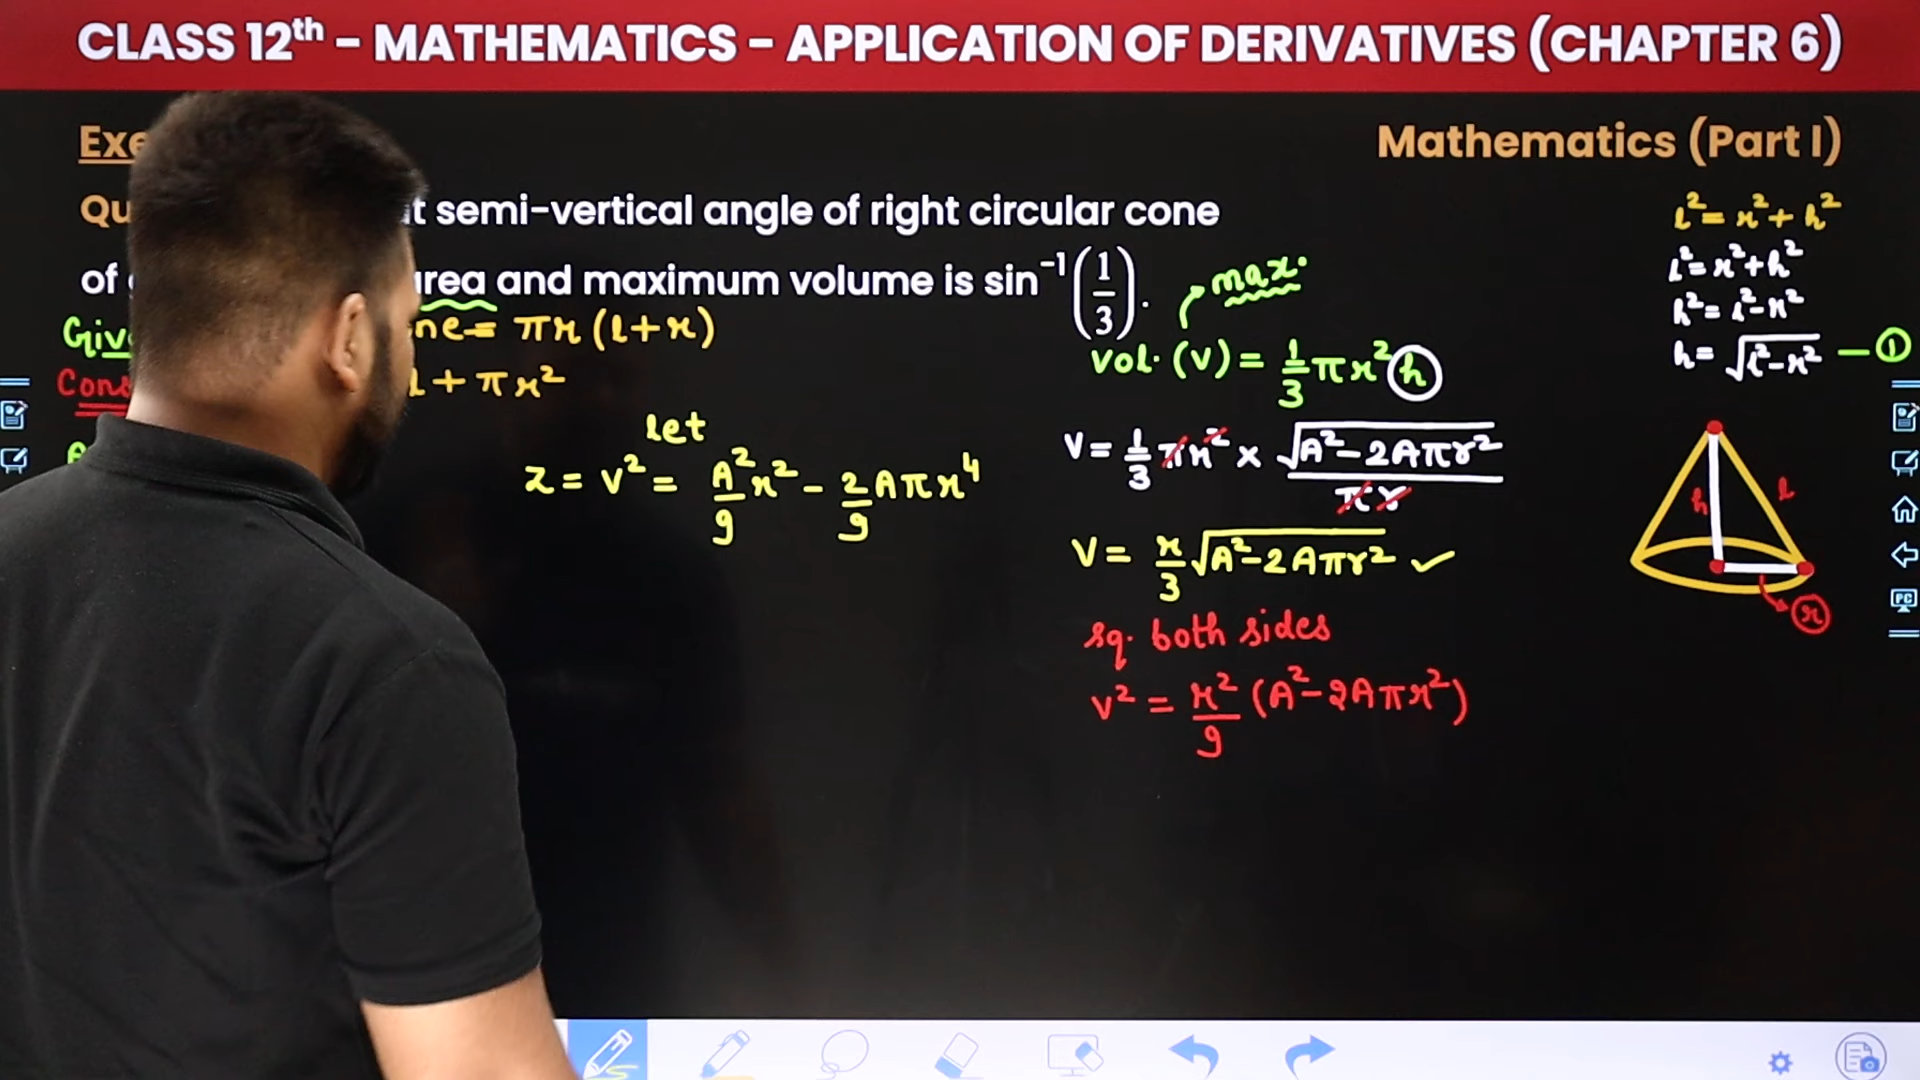 CLASS 12th - MATHEMATICS - APPLICATION OF DERIVATIVES (CHAPTER 6)
Exe
Mathematics (Part I)
Qu t semi-vertical angle of right circular cone
of rea and maximum volume is sin⁻¹(1/3).
max.
Giv ne = πr (l+r)
Cons l + πr²
let
z = v² = A²/9 r² - 2/9 Aπr⁴
vol. (v) = 1/3 πr² h
V = 1/3 πr² × √(A² - 2Aπr²) / πr
V = r/3 √(A² - 2Aπr²) ✓
sq. both sides
v² = r²/9 (A² - 2Aπr²)
l² = r² + h²
l² = r² + h²
h² = l² - r²
h = √(l² - r²) — ①
h l
r
PC